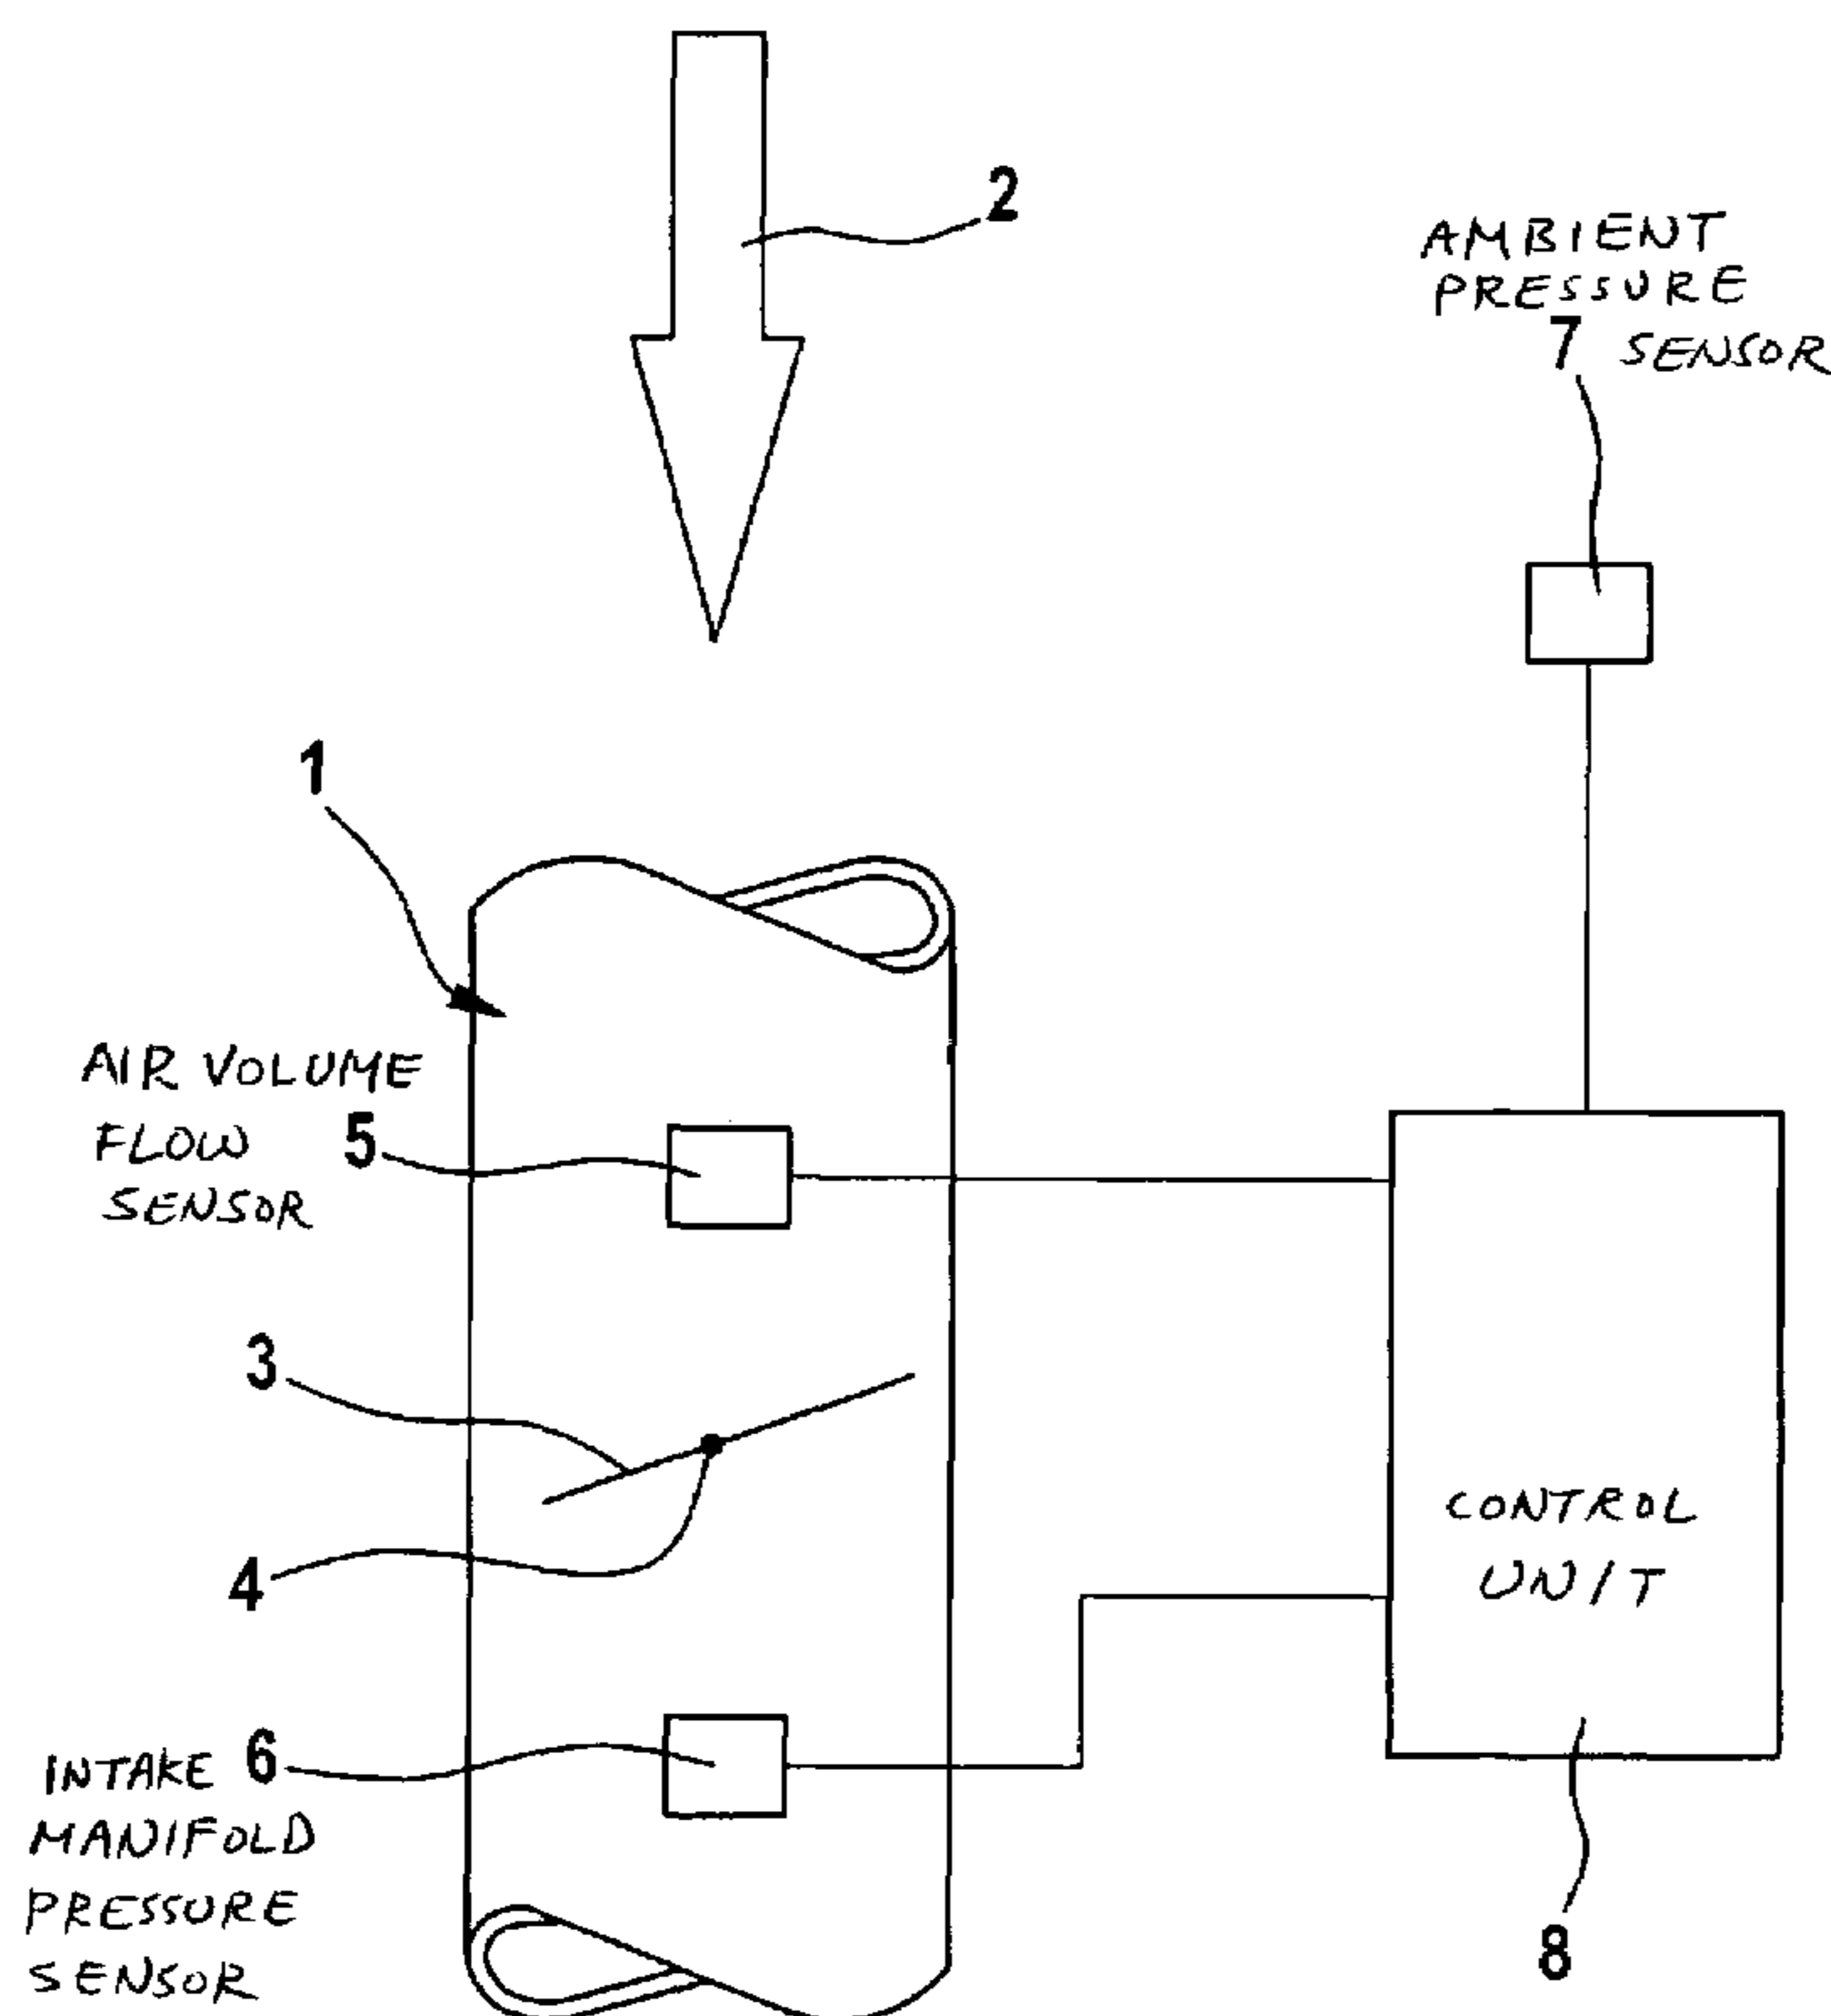 2
AMBIENT
PRESSURE
7 SENSOR
1
AIR VOLUME
FLOW 5
SENSOR
3
4
CONTROL
UNIT
INTAKE 6
MANIFOLD
PRESSURE
SENSOR
8